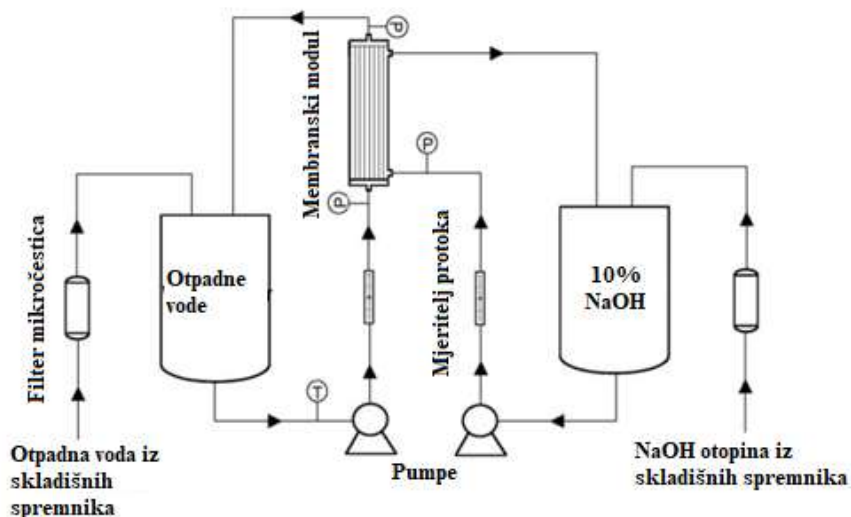 P
Membranski modul
P
P
Filter mikročestica
Otpadne
vode
Mjeritelj protoka
10%
NaOH
T
Otpadna voda iz
skladišnih
spremnika
Pumpe
NaOH otopina iz
skladišnih spremnika